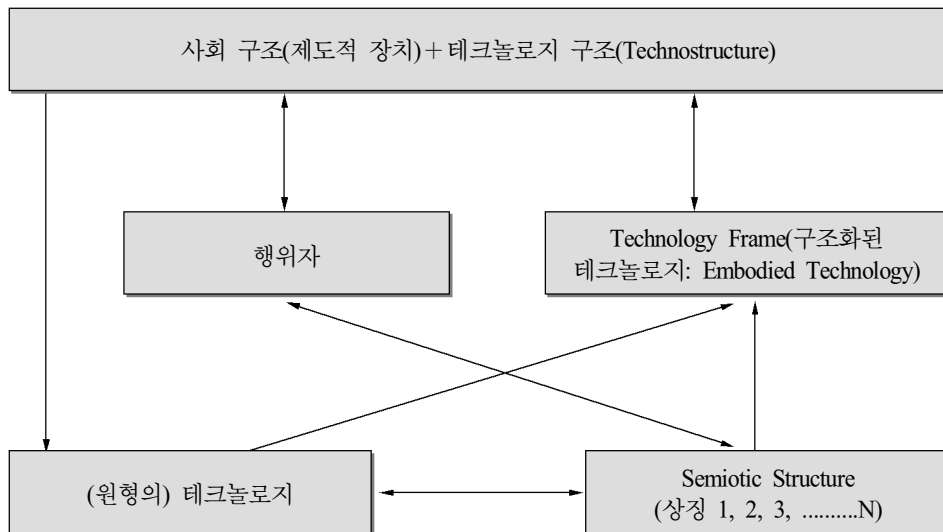 사회 구조(제도적 장치)+테크놀로지 구조(Technostructure)
행위자
Technology Frame(구조화된
테크놀로지: Embodied Technology)
(원형의) 테크놀로지
Semiotic Structure
(상징 1, 2, 3, ..........N)